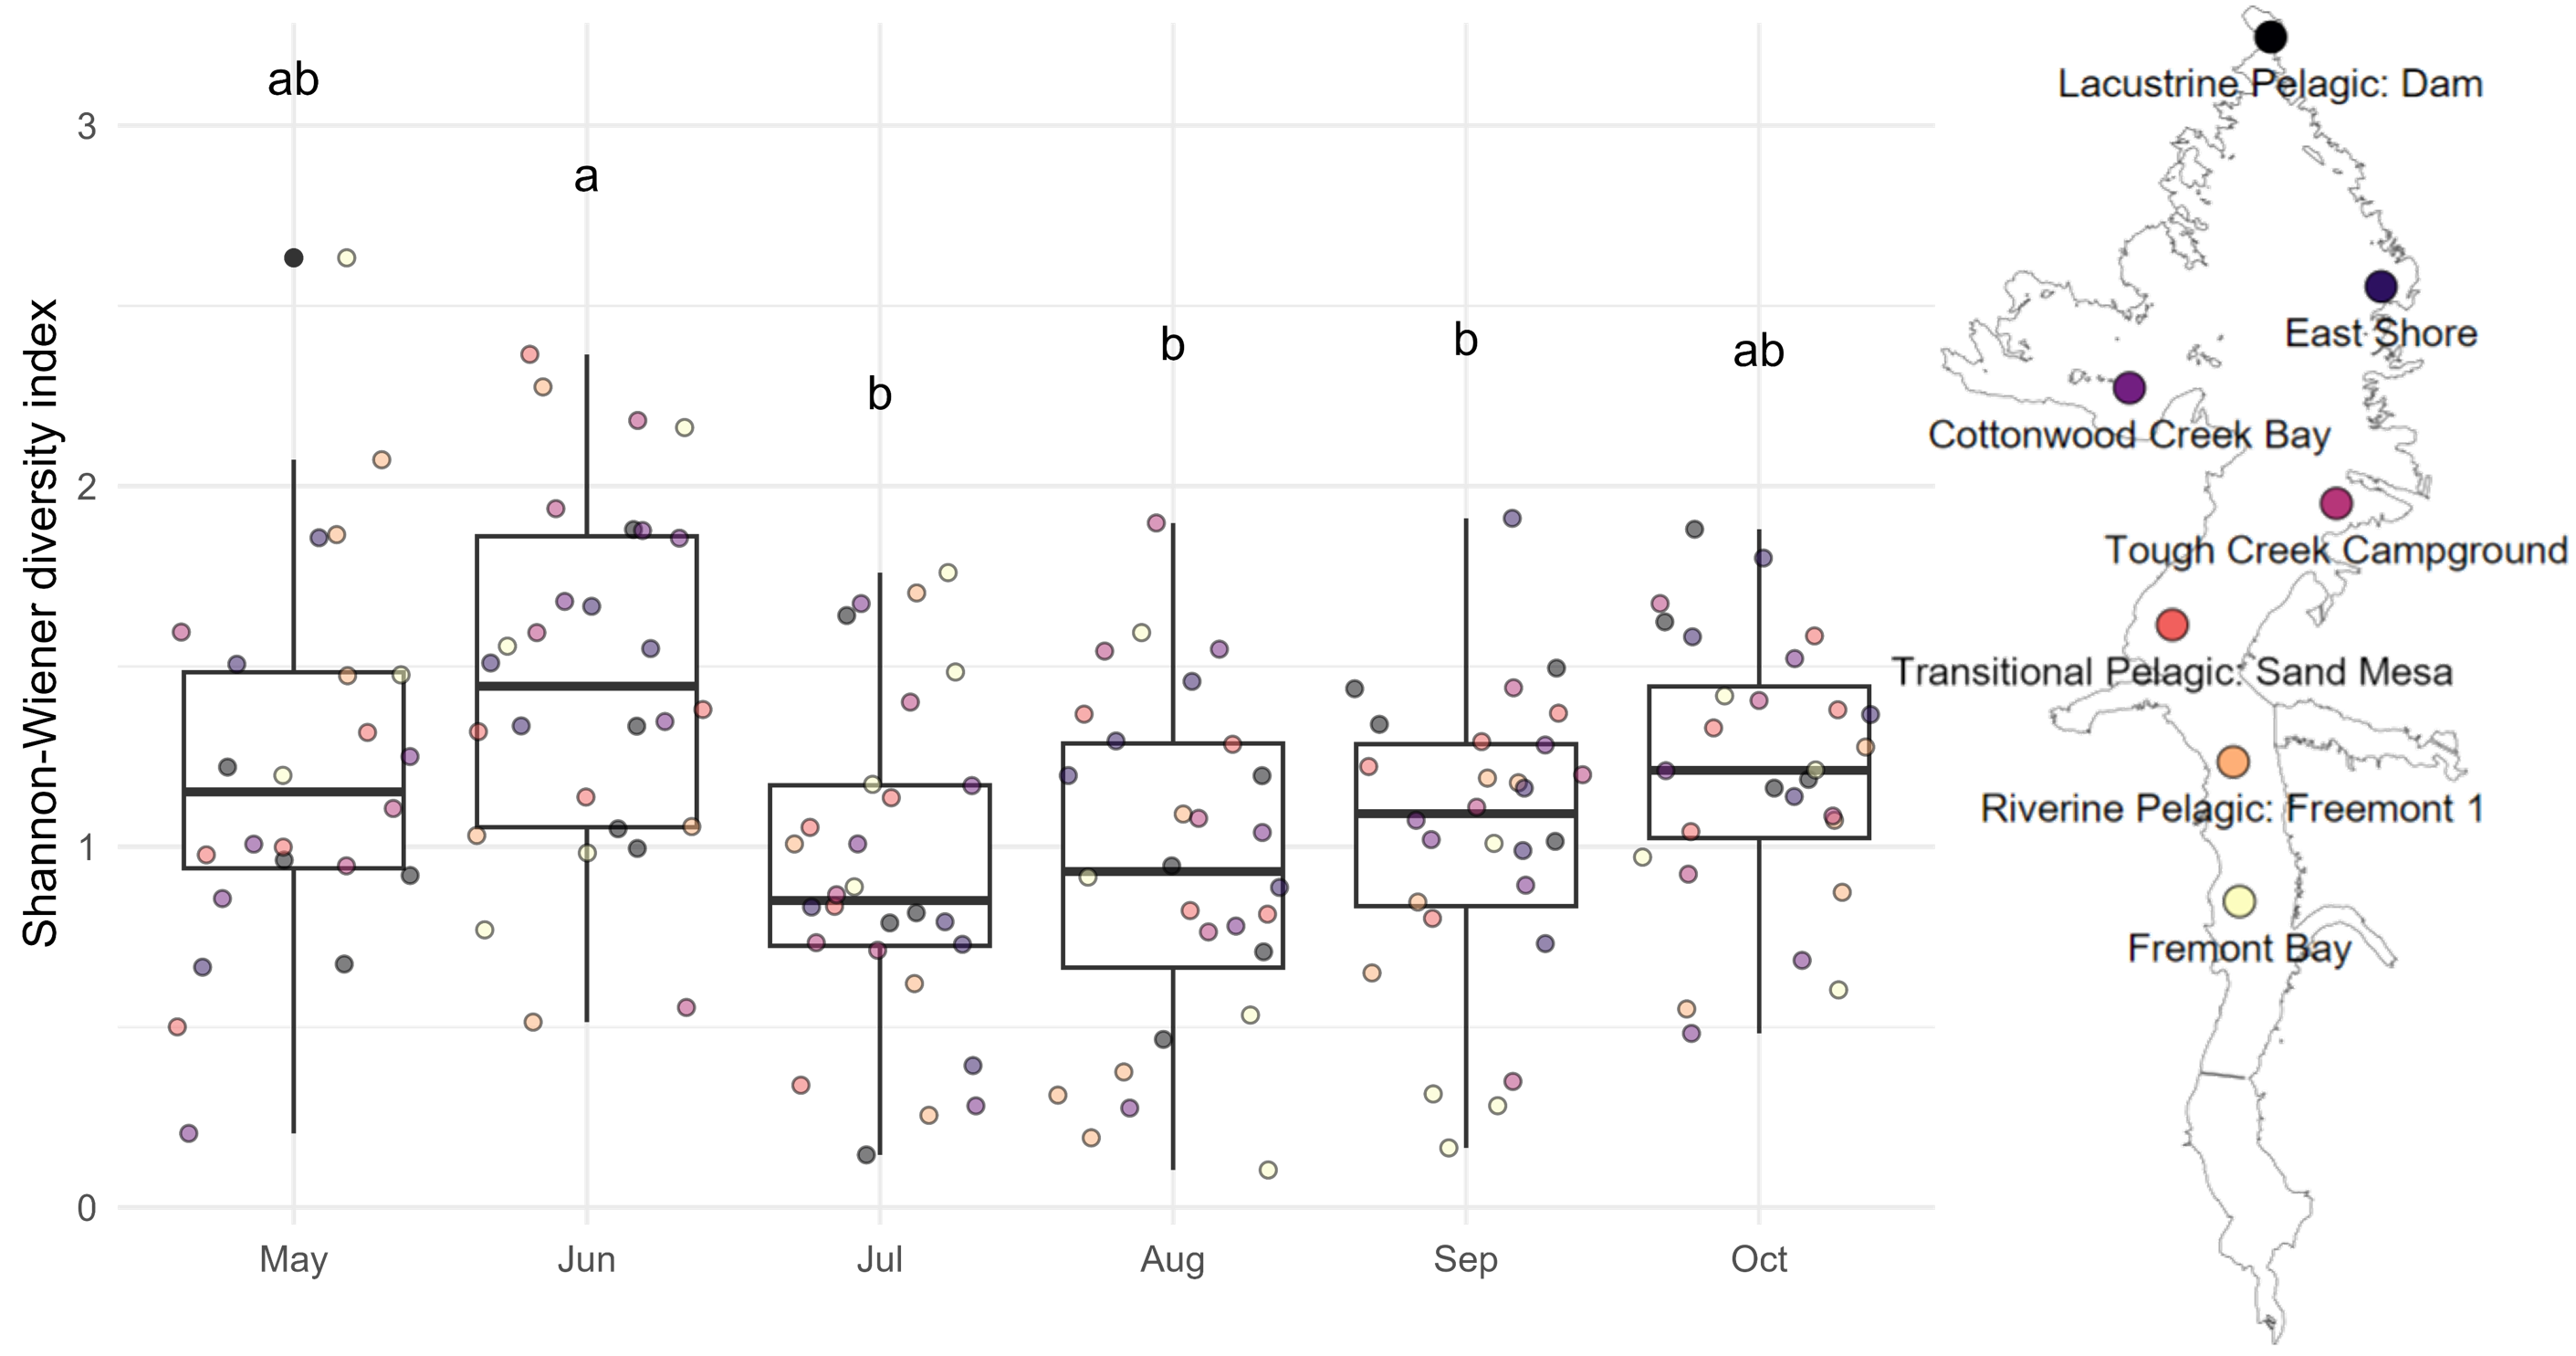 Shannon-Wiener diversity index
3
2
1
0
ab
a
b
b
b
ab
May
Jun
Jul
Aug
Sep
Oct
Lacustrine Pelagic: Dam
East Shore
Cottonwood Creek Bay
Tough Creek Campground
Transitional Pelagic: Sand Mesa
Riverine Pelagic: Freemont 1
Fremont Bay